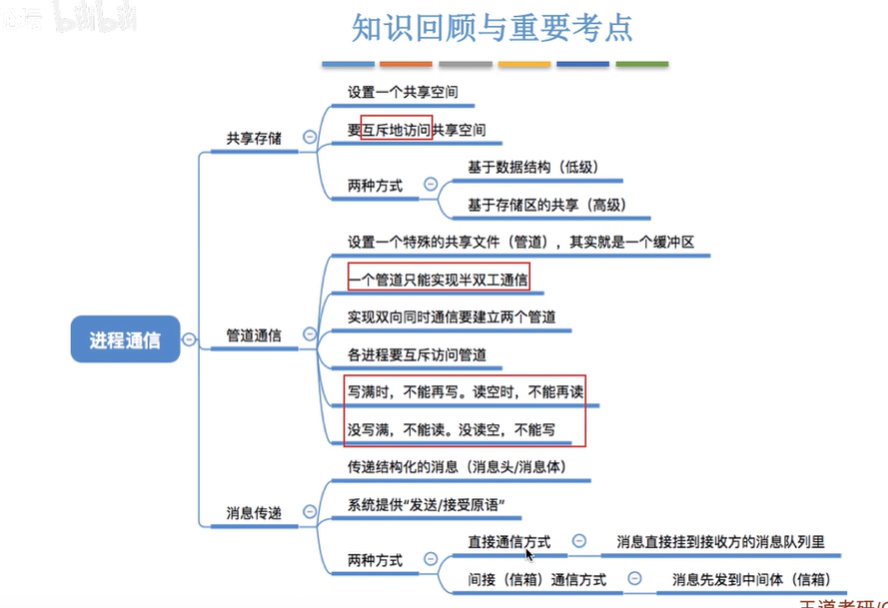 bilibili
知识回顾与重要考点
设置一个共享空间
要互斥地访问共享空间
共享存储
基于数据结构（低级）
两种方式
基于存储区的共享（高级）
设置一个特殊的共享文件（管道），其实就是一个缓冲区
一个管道只能实现半双工通信
实现双向同时通信要建立两个管道
管道通信
进程通信
各进程要互斥访问管道
写满时，不能再写。读空时，不能再读
没写满，不能读。没读空，不能写
传递结构化的消息（消息头/消息体）
系统提供“发送/接受原语”
消息传递
直接通信方式
消息直接挂到接收方的消息队列里
两种方式
间接（信箱）通信方式
消息先发到中间体（信箱）
王道考研/